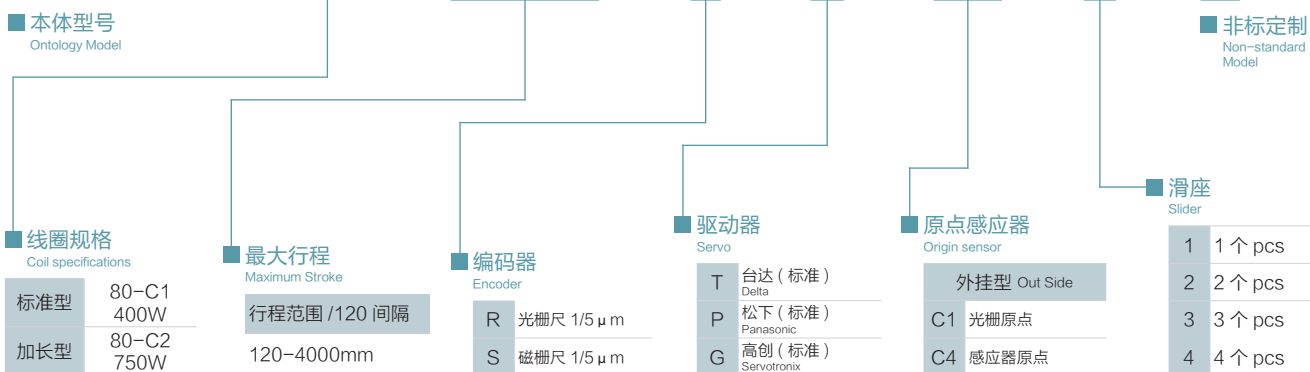 本体型号
Ontology Model
非标定制
Non-standard
Model
线圈规格
Coil specifications
标准型 80-C1 400W
加长型 80-C2 750W
最大行程
Maximum Stroke
行程范围 /120 间隔
120-4000mm
编码器
Encoder
R 光栅尺 1/5 μ m
S 磁栅尺 1/5 μ m
驱动器
Servo
T 台达 ( 标准 )
Delta
P 松下 ( 标准 )
Panasonic
G 高创 ( 标准 )
Servotronix
原点感应器
Origin sensor
外挂型 Out Side
C1 光栅原点
C4 感应器原点
滑座
Slider
1 1 个 pcs
2 2 个 pcs
3 3 个 pcs
4 4 个 pcs